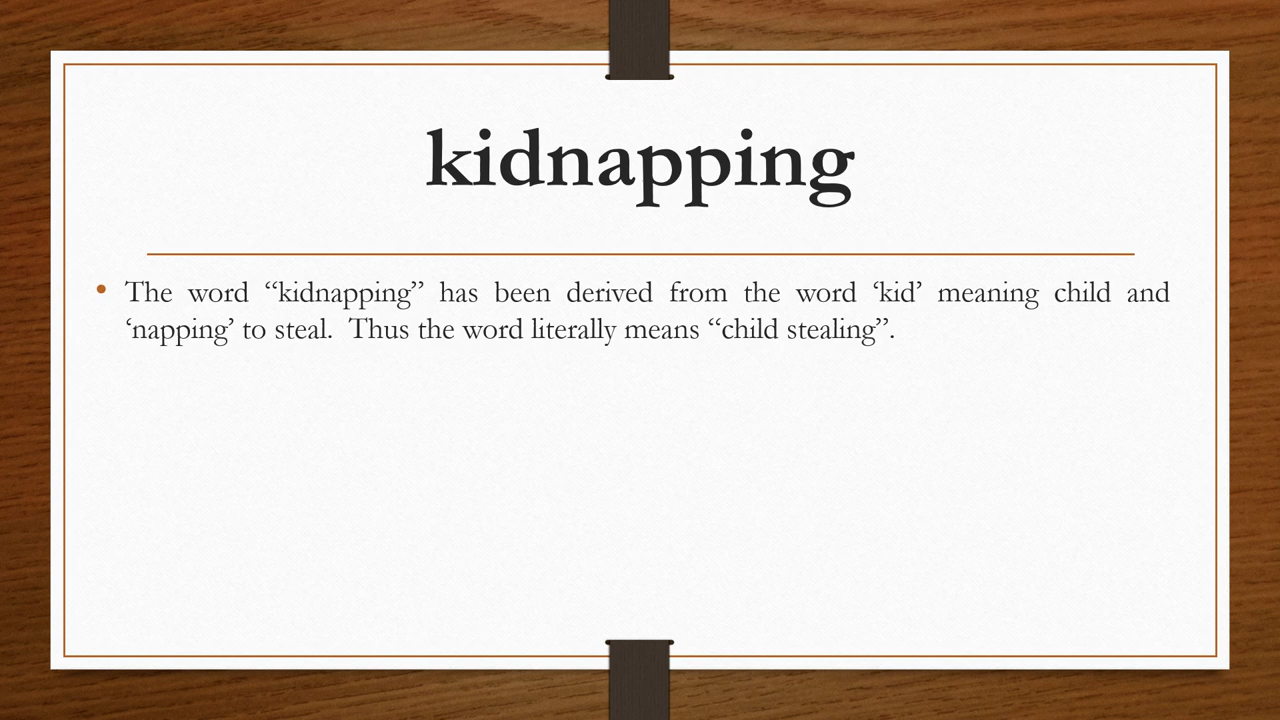 kidnapping
• The word “kidnapping” has been derived from the word ‘kid’ meaning child and
‘napping’ to steal.  Thus the word literally means “child stealing”.